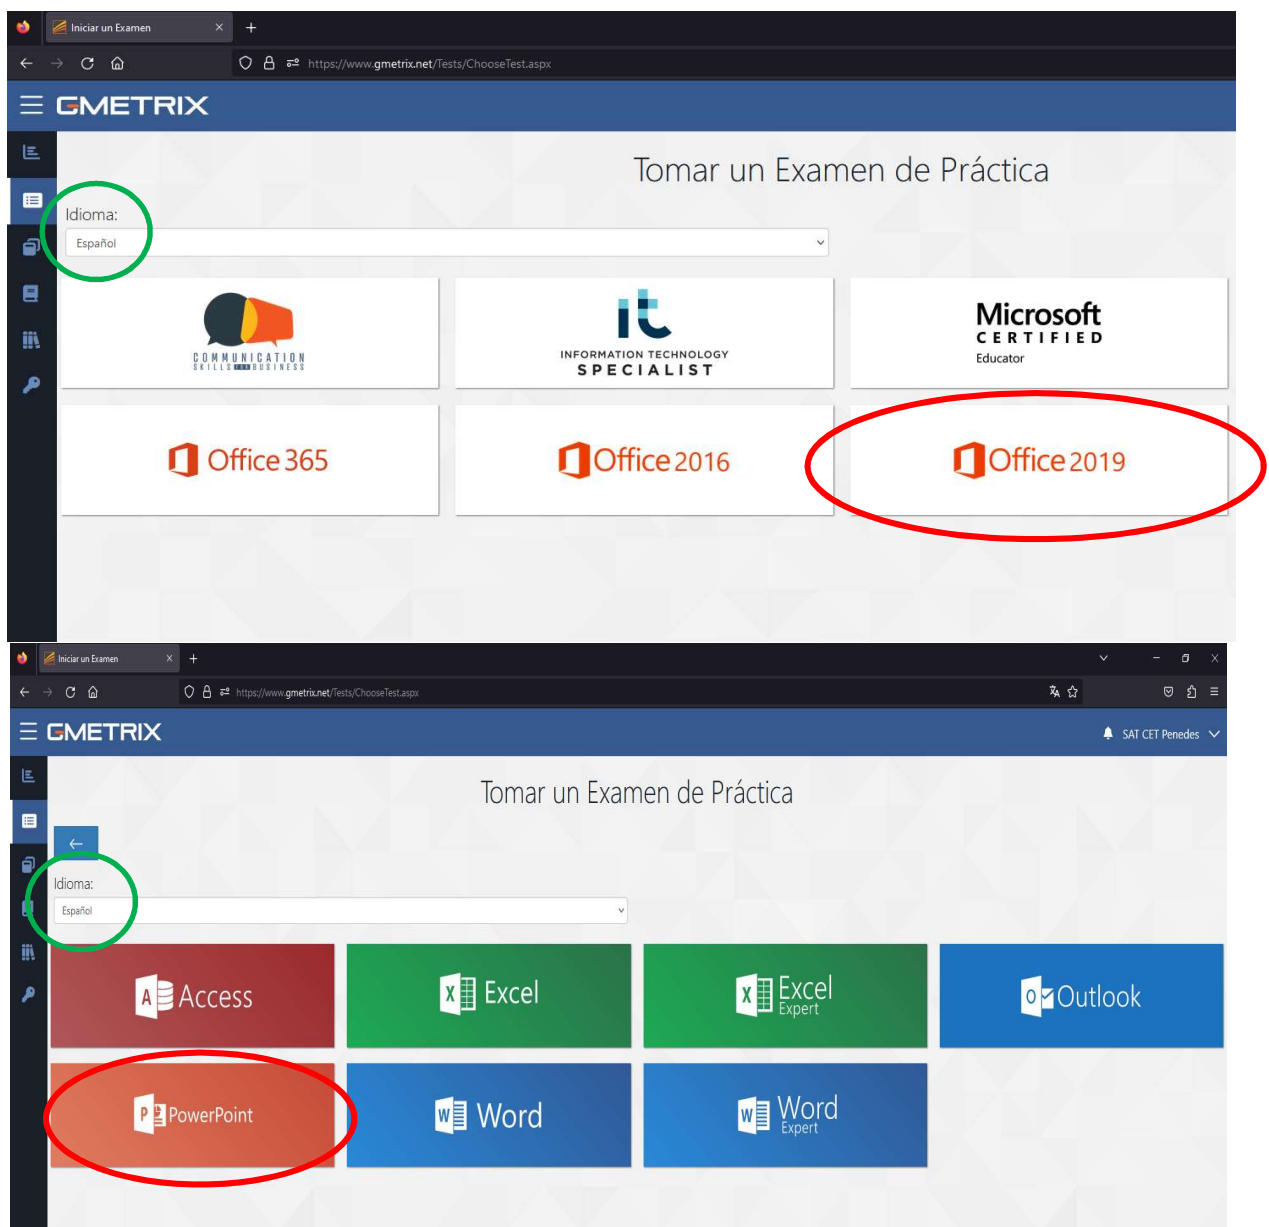 Iniciar un Examen
https://www.gmetrix.net/Tests/ChooseTest.aspx
GMETRIX
Tomar un Examen de Práctica
Idioma:
Español
COMMUNICATION
SKILLS FOR BUSINESS
it
INFORMATION TECHNOLOGY
SPECIALIST
Microsoft
CERTIFIED
Educator
Office 365
Office 2016
Office 2019
Iniciar un Examen
https://www.gmetrix.net/Tests/ChooseTest.aspx
GMETRIX
SAT CET Penedes
Tomar un Examen de Práctica
Idioma:
Español
A Access
X Excel
X Excel
Expert
O Outlook
P PowerPoint
W Word
W Word
Expert